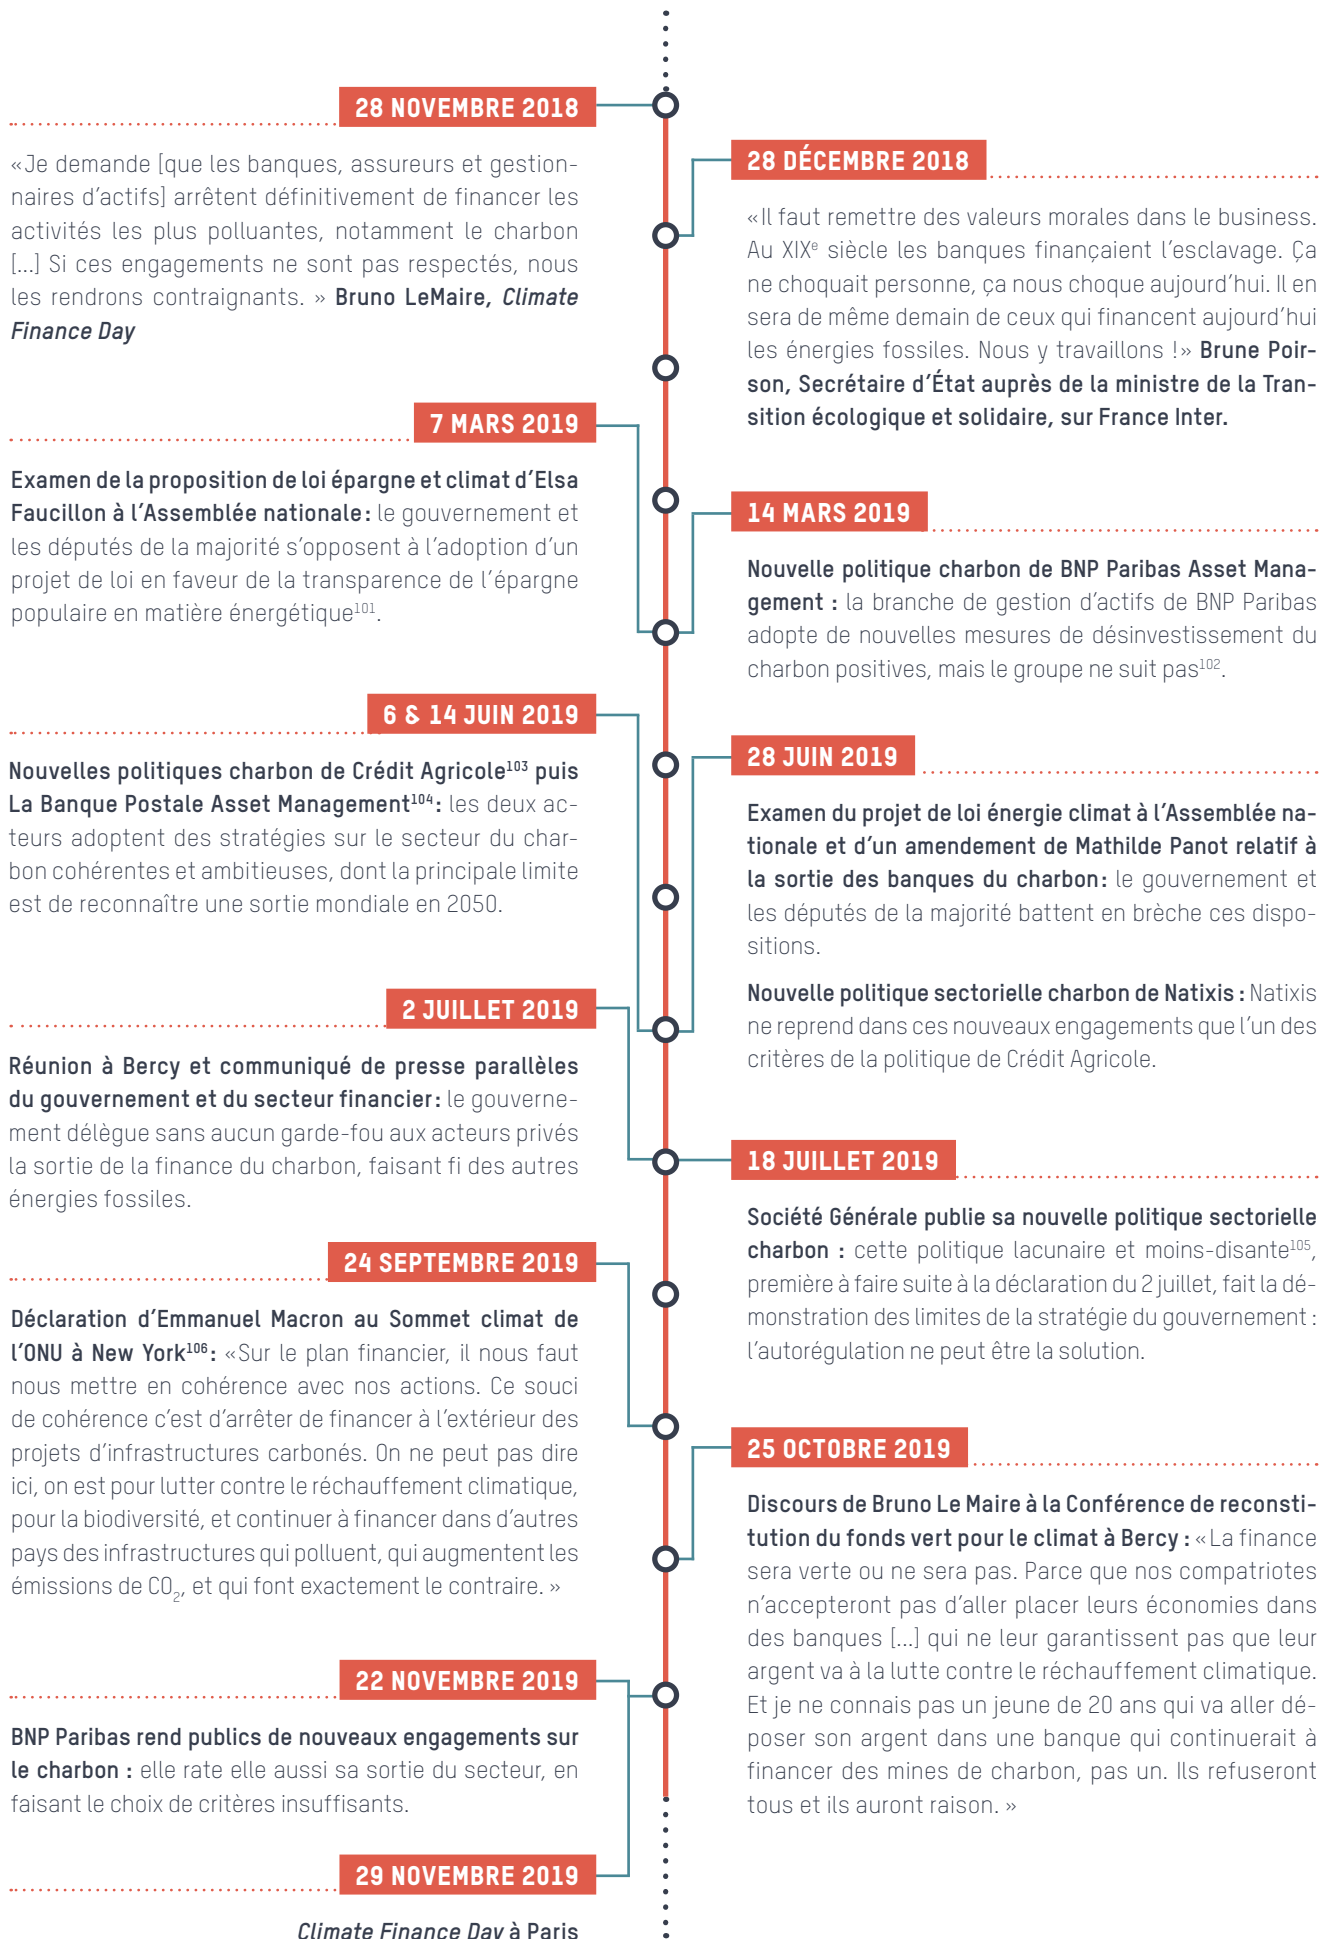 28 NOVEMBRE 2018
«Je demande [que les banques, assureurs et gestion-
naires d'actifs] arrêtent définitivement de financer les
activités les plus polluantes, notamment le charbon
[...] Si ces engagements ne sont pas respectés, nous
les rendrons contraignants. » Bruno LeMaire, Climate
Finance Day
28 DÉCEMBRE 2018
«Il faut remettre des valeurs morales dans le business.
Au XIXᵉ siècle les banques finançaient l'esclavage. Ça
ne choquait personne, ça nous choque aujourd'hui. Il en
sera de même demain de ceux qui financent aujourd'hui
les énergies fossiles. Nous y travaillons !» Brune Poir-
son, Secrétaire d'État auprès de la ministre de la Tran-
sition écologique et solidaire, sur France Inter.
7 MARS 2019
Examen de la proposition de loi épargne et climat d'Elsa
Faucillon à l'Assemblée nationale : le gouvernement et
les députés de la majorité s'opposent à l'adoption d'un
projet de loi en faveur de la transparence de l'épargne
populaire en matière énergétique¹⁰¹.
14 MARS 2019
Nouvelle politique charbon de BNP Paribas Asset Mana-
gement : la branche de gestion d'actifs de BNP Paribas
adopte de nouvelles mesures de désinvestissement du
charbon positives, mais le groupe ne suit pas¹⁰².
6 & 14 JUIN 2019
Nouvelles politiques charbon de Crédit Agricole¹⁰³ puis
La Banque Postale Asset Management¹⁰⁴ : les deux ac-
teurs adoptent des stratégies sur le secteur du char-
bon cohérentes et ambitieuses, dont la principale limite
est de reconnaître une sortie mondiale en 2050.
28 JUIN 2019
Examen du projet de loi énergie climat à l'Assemblée na-
tionale et d'un amendement de Mathilde Panot relatif à
la sortie des banques du charbon : le gouvernement et
les députés de la majorité battent en brèche ces dispo-
sitions.
Nouvelle politique sectorielle charbon de Natixis : Natixis
ne reprend dans ces nouveaux engagements que l'un des
critères de la politique de Crédit Agricole.
2 JUILLET 2019
Réunion à Bercy et communiqué de presse parallèles
du gouvernement et du secteur financier : le gouverne-
ment délègue sans aucun garde-fou aux acteurs privés
la sortie de la finance du charbon, faisant fi des autres
énergies fossiles.
18 JUILLET 2019
Société Générale publie sa nouvelle politique sectorielle
charbon : cette politique lacunaire et moins-disante¹⁰⁵,
première à faire suite à la déclaration du 2 juillet, fait la dé-
monstration des limites de la stratégie du gouvernement :
l'autorégulation ne peut être la solution.
24 SEPTEMBRE 2019
Déclaration d'Emmanuel Macron au Sommet climat de
l'ONU à New York¹⁰⁶ : «Sur le plan financier, il nous faut
nous mettre en cohérence avec nos actions. Ce souci
de cohérence c'est d'arrêter de financer à l'extérieur des
projets d'infrastructures carbonés. On ne peut pas dire
ici, on est pour lutter contre le réchauffement climatique,
pour la biodiversité, et continuer à financer dans d'autres
pays des infrastructures qui polluent, qui augmentent les
émissions de CO₂, et qui font exactement le contraire. »
25 OCTOBRE 2019
Discours de Bruno Le Maire à la Conférence de reconsti-
tution du fonds vert pour le climat à Bercy : «La finance
sera verte ou ne sera pas. Parce que nos compatriotes
n'accepteront pas d'aller placer leurs économies dans
des banques [...] qui ne leur garantissent pas que leur
argent va à la lutte contre le réchauffement climatique.
Et je ne connais pas un jeune de 20 ans qui va aller dé-
poser son argent dans une banque qui continuerait à
financer des mines de charbon, pas un. Ils refuseront
tous et ils auront raison. »
22 NOVEMBRE 2019
BNP Paribas rend publics de nouveaux engagements sur
le charbon : elle rate elle aussi sa sortie du secteur, en
faisant le choix de critères insuffisants.
29 NOVEMBRE 2019
Climate Finance Day à Paris